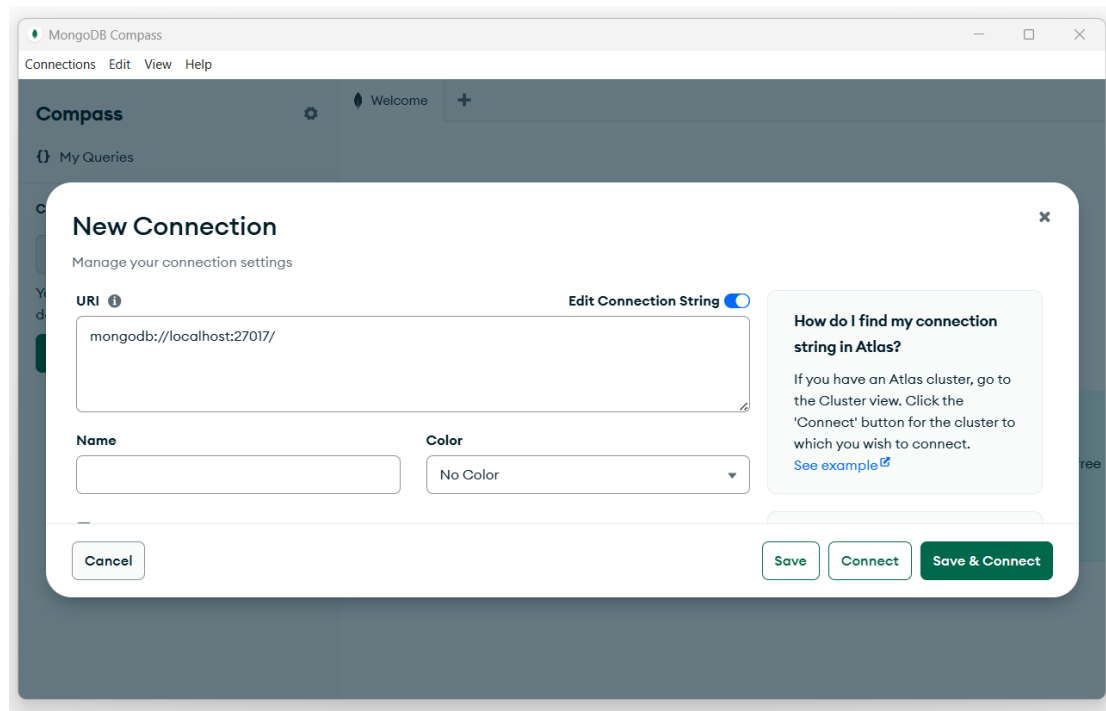 MongoDB Compass
Connections Edit View Help
Compass
Welcome
{} My Queries
New Connection
Manage your connection settings
URI
Edit Connection String
mongodb://localhost:27017/
Name
Color
No Color
How do I find my connection
string in Atlas?
If you have an Atlas cluster, go to
the Cluster view. Click the
'Connect' button for the cluster to
which you wish to connect.
See example
free
Cancel
Save
Connect
Save & Connect